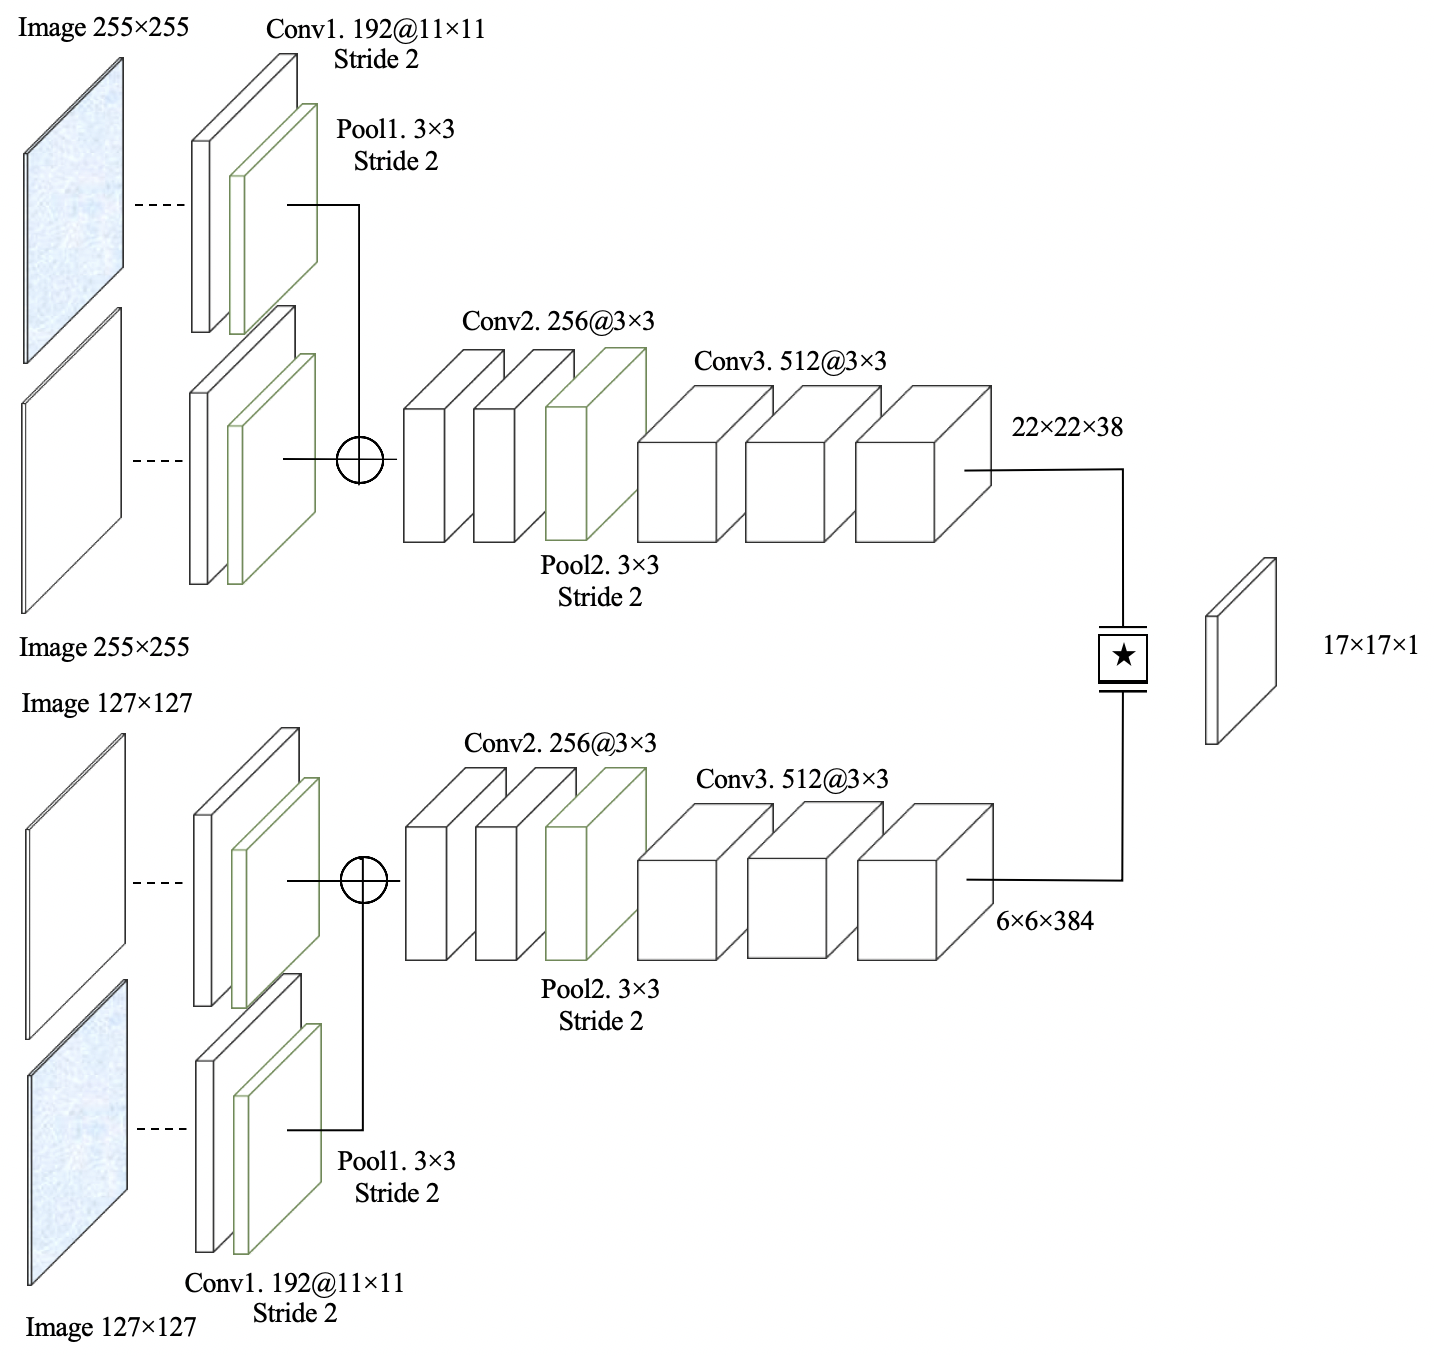 Image 255×255
Conv1. 192@11×11
Stride 2
Pool1. 3×3
Stride 2
Conv2. 256@3×3
Conv3. 512@3×3
22×22×38
Pool2. 3×3
Stride 2
Image 255×255
17×17×1
Image 127×127
Conv2. 256@3×3
Conv3. 512@3×3
6×6×384
Pool2. 3×3
Stride 2
Pool1. 3×3
Stride 2
Conv1. 192@11×11
Stride 2
Image 127×127